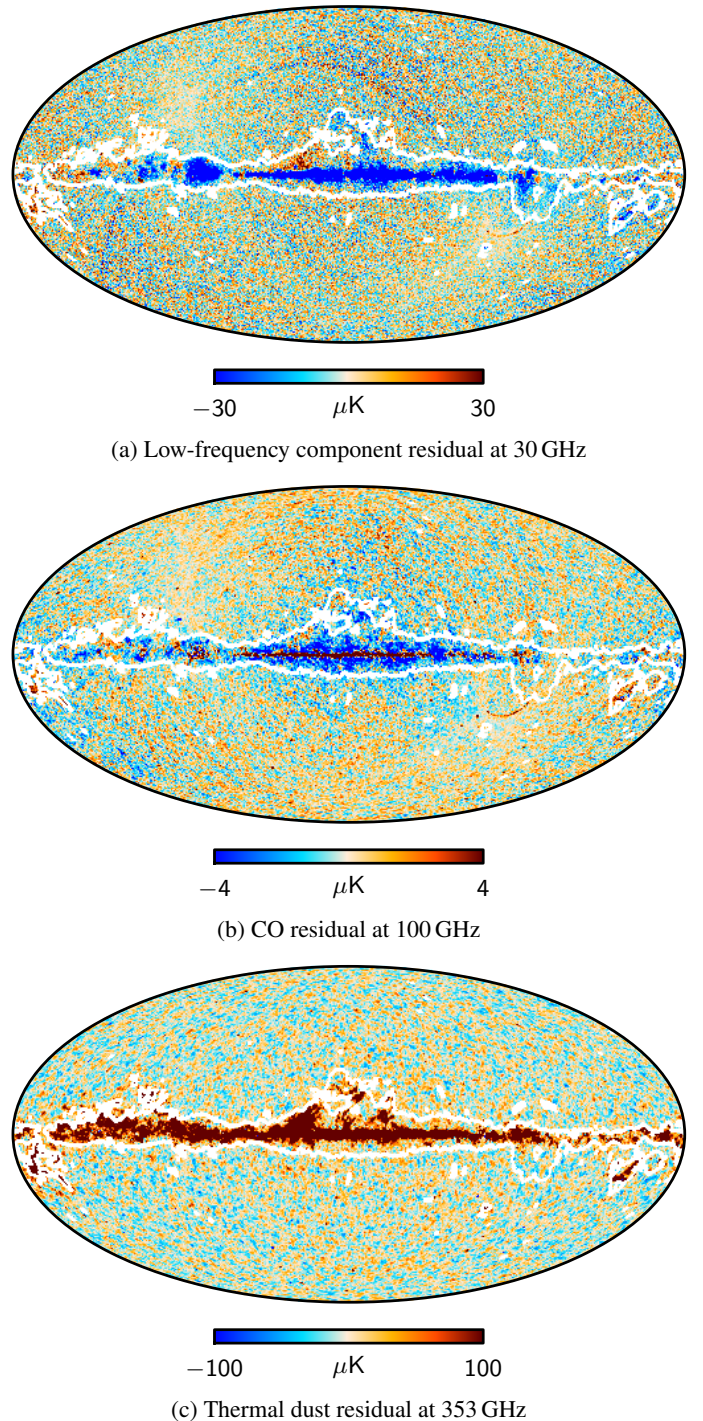 −30 μK 30
(a) Low-frequency component residual at 30 GHz
−4 μK 4
(b) CO residual at 100 GHz
−100 μK 100
(c) Thermal dust residual at 353 GHz